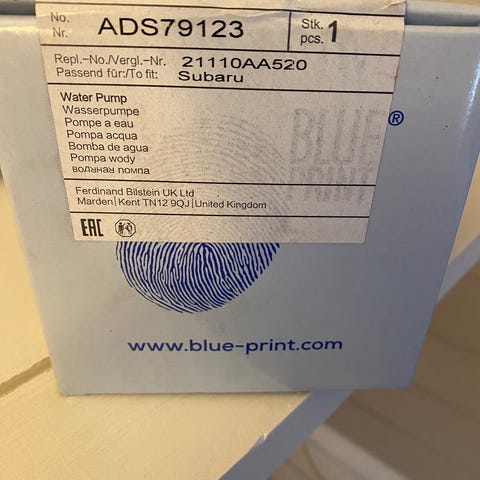 No.
Nr. ADS79123 Stk.
pcs. 1
Repl.-No./Vergl.-Nr. 21110AA520
Passend für:/To fit: Subaru
Water Pump
Wasserpumpe
Pompe a eau
Pompa acqua
Bomba de agua
Pompa wody
водяная помпа
BLUE ®
PRINT
Ferdinand Bilstein UK Ltd
Marden|Kent TN12 9QJ|United Kingdom
EAC
www.blue-print.com